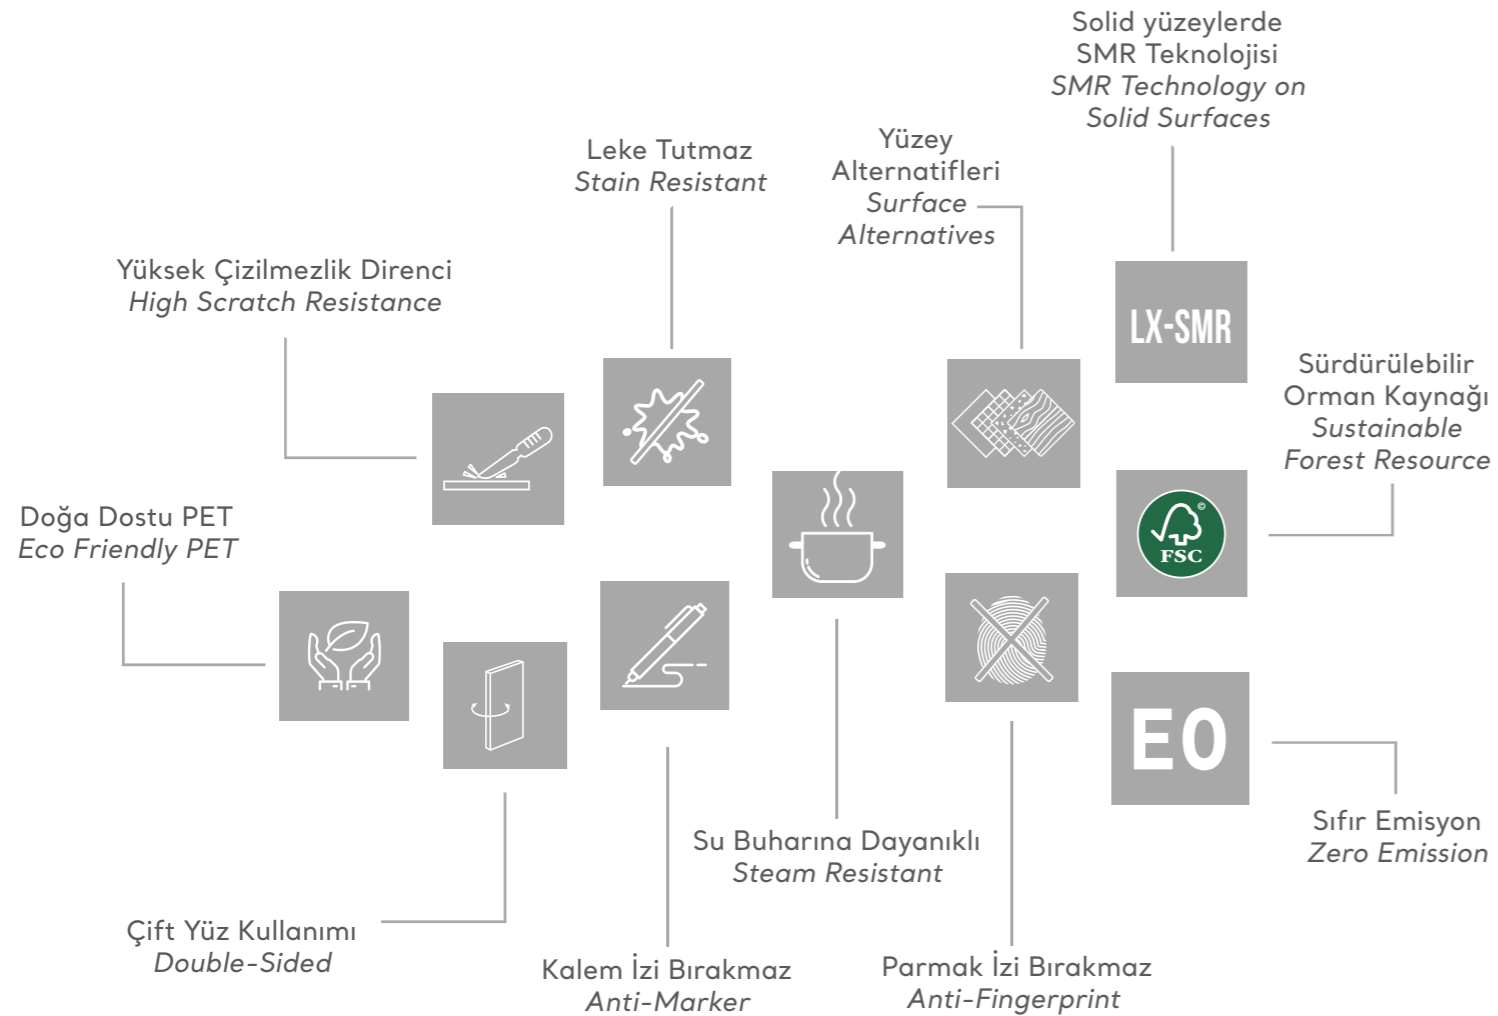 Solid yüzeylerde
SMR Teknolojisi
SMR Technology on
Solid Surfaces
Leke Tutmaz
Stain Resistant
Yüzey
Alternatifleri
Surface
Alternatives
Yüksek Çizilmezlik Direnci
High Scratch Resistance
LX-SMR
Sürdürülebilir
Orman Kaynağı
Sustainable
Forest Resource
Doğa Dostu PET
Eco Friendly PET
©
FSC
E0
Sıfır Emisyon
Zero Emission
Su Buharına Dayanıklı
Steam Resistant
Çift Yüz Kullanımı
Double-Sided
Kalem İzi Bırakmaz
Anti-Marker
Parmak İzi Bırakmaz
Anti-Fingerprint